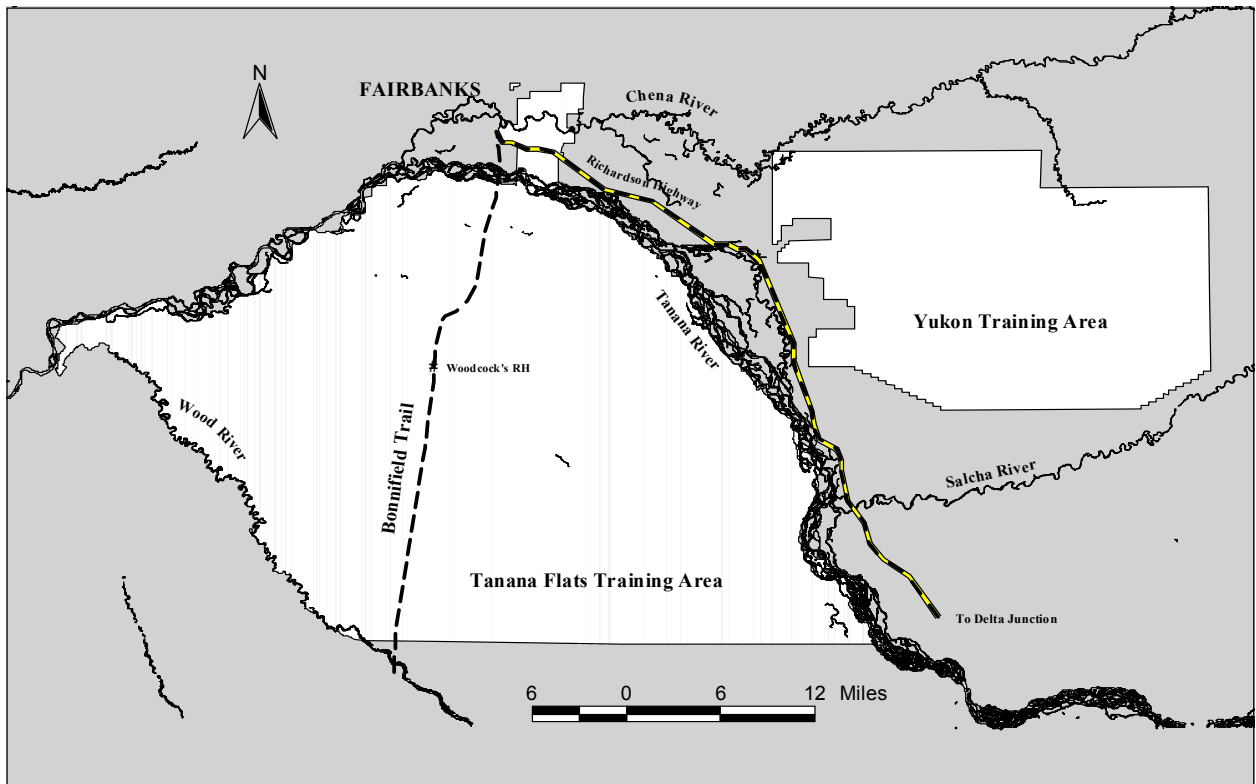 N
FAIRBANKS
Chena River
Richardson Highway
Tanana River
Yukon Training Area
Woodcock's RH
Wood River
Bonnifield Trail
Salcha River
Tanana Flats Training Area
To Delta Junction
6 0 6 12 Miles